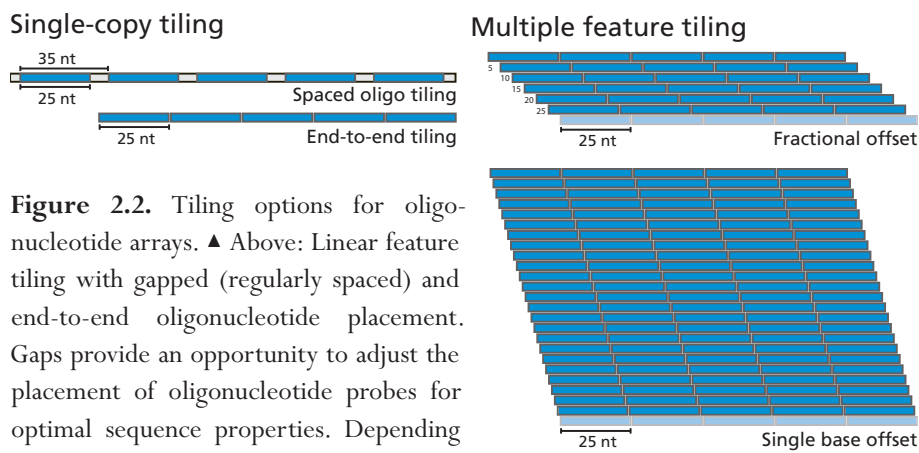 Single-copy tiling
35 nt
25 nt
Spaced oligo tiling
25 nt
End-to-end tiling
Figure 2.2. Tiling options for oligo-
nucleotide arrays. ▲ Above: Linear feature
tiling with gapped (regularly spaced) and
end-to-end oligonucleotide placement.
Gaps provide an opportunity to adjust the
placement of oligonucleotide probes for
optimal sequence properties. Depending
Multiple feature tiling
5
10
15
20
25
25 nt
Fractional offset
25 nt
Single base offset